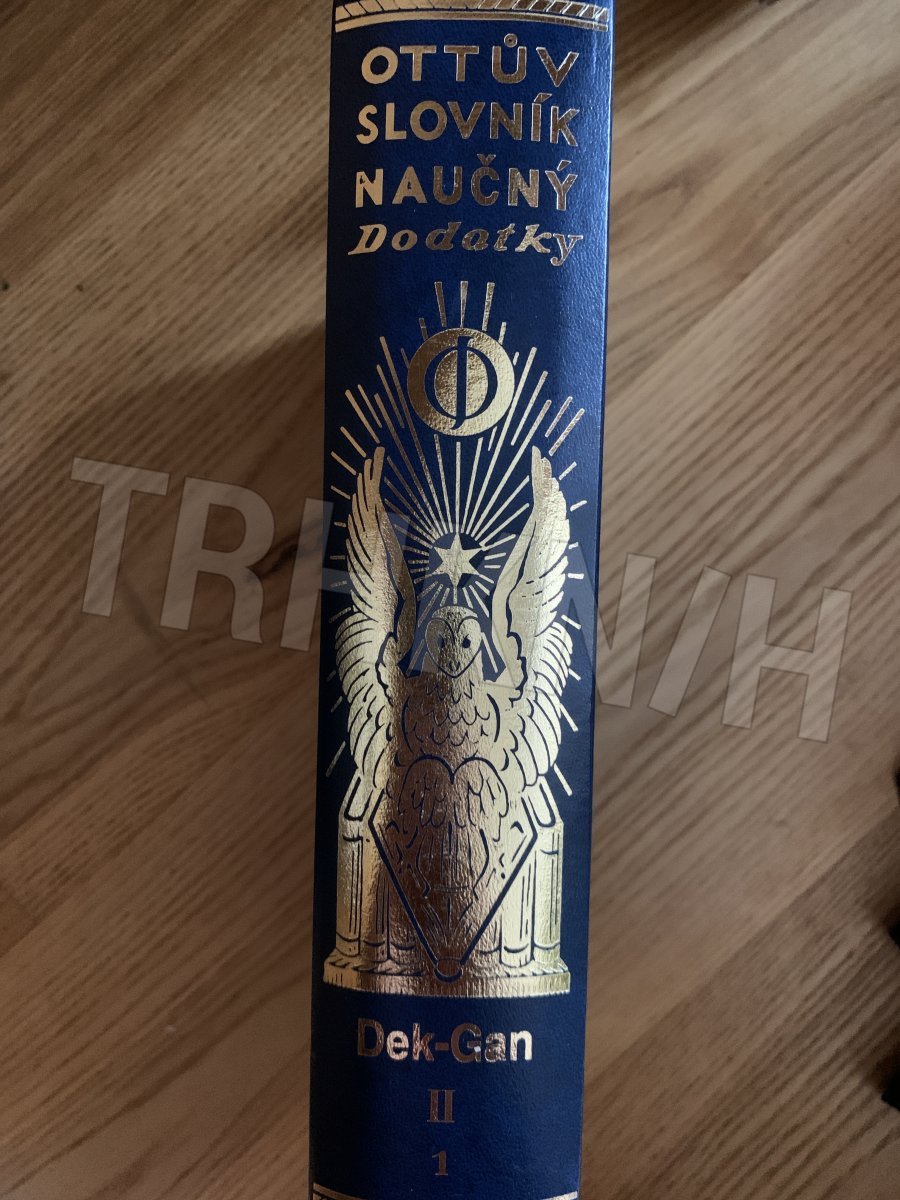 OTTŮV
SLOVNÍK
NAUČNÝ
Dodatky
Dek-Gan
II
1